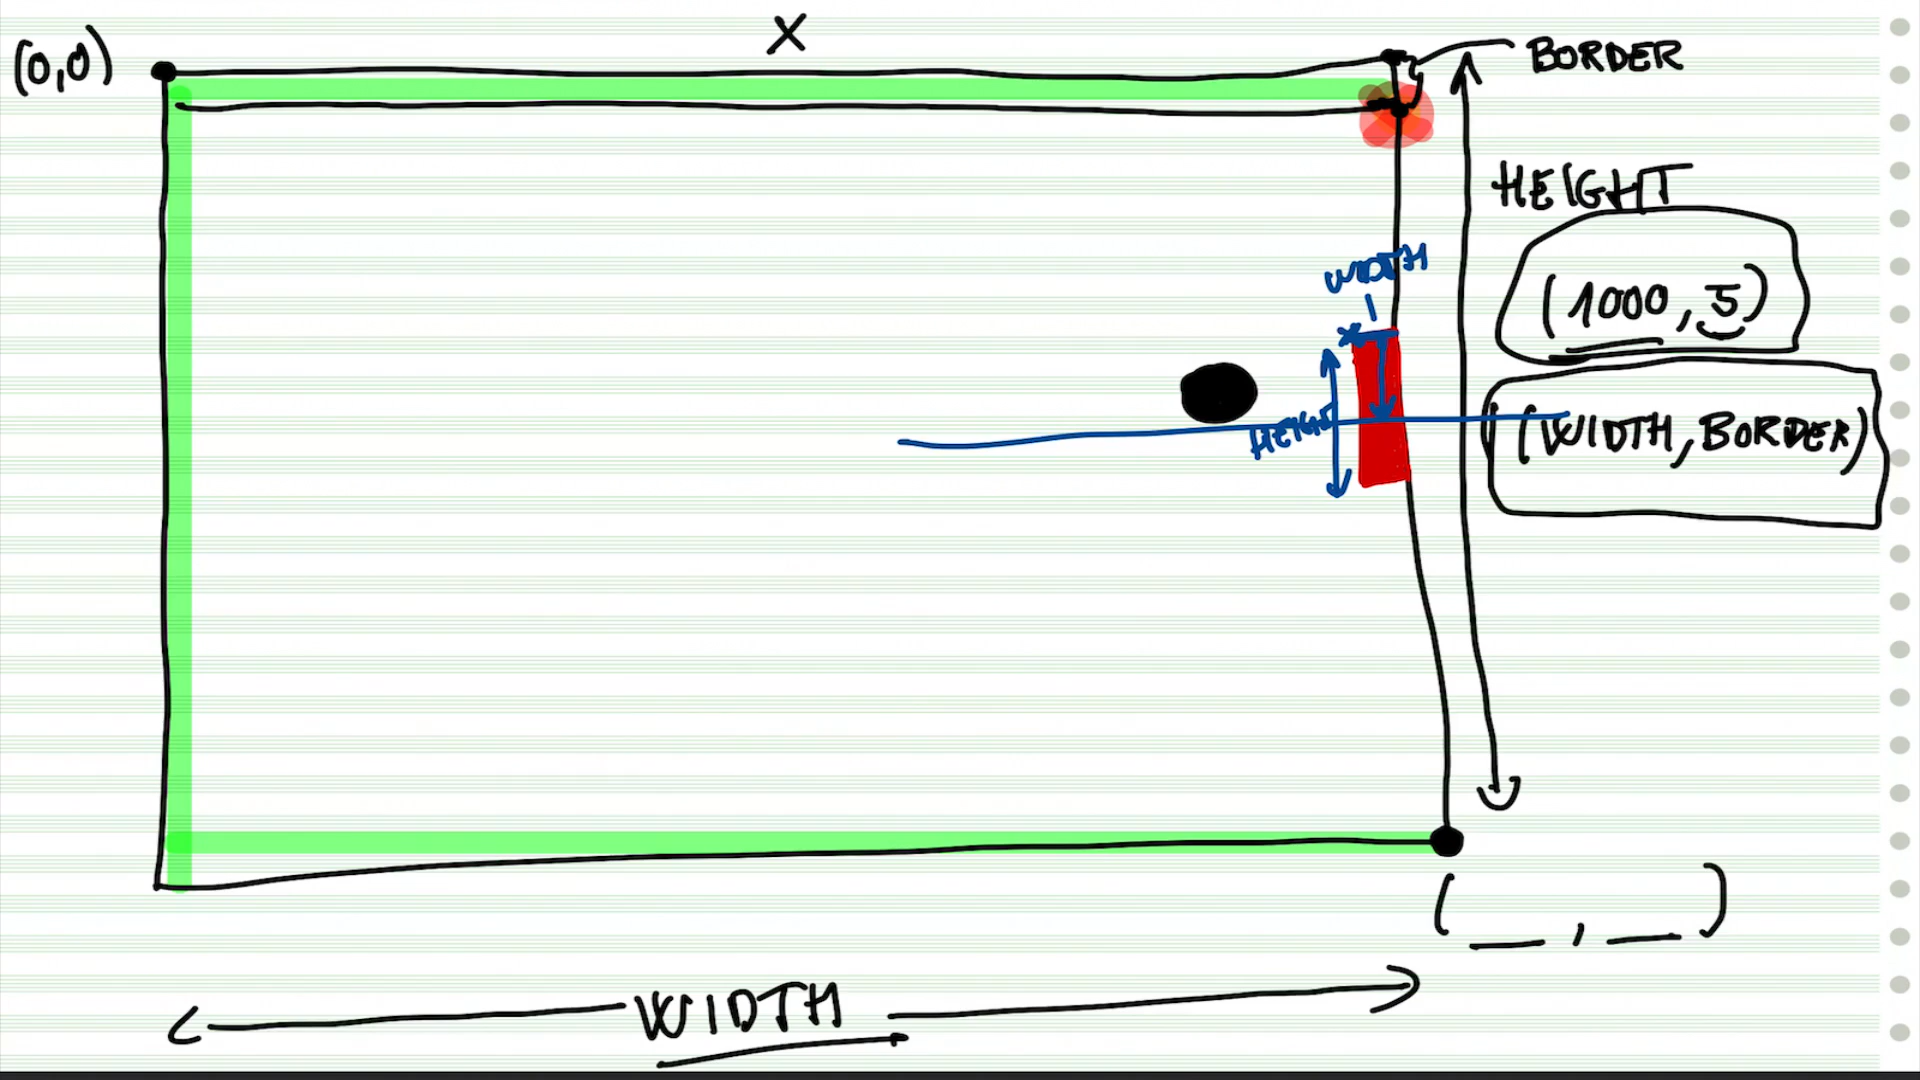 X
(0,0)
BORDER
HEIGHT
WIDTH
(1000, 5)
HEIGHT
(WIDTH, BORDER)
( __ , __ )
WIDTH